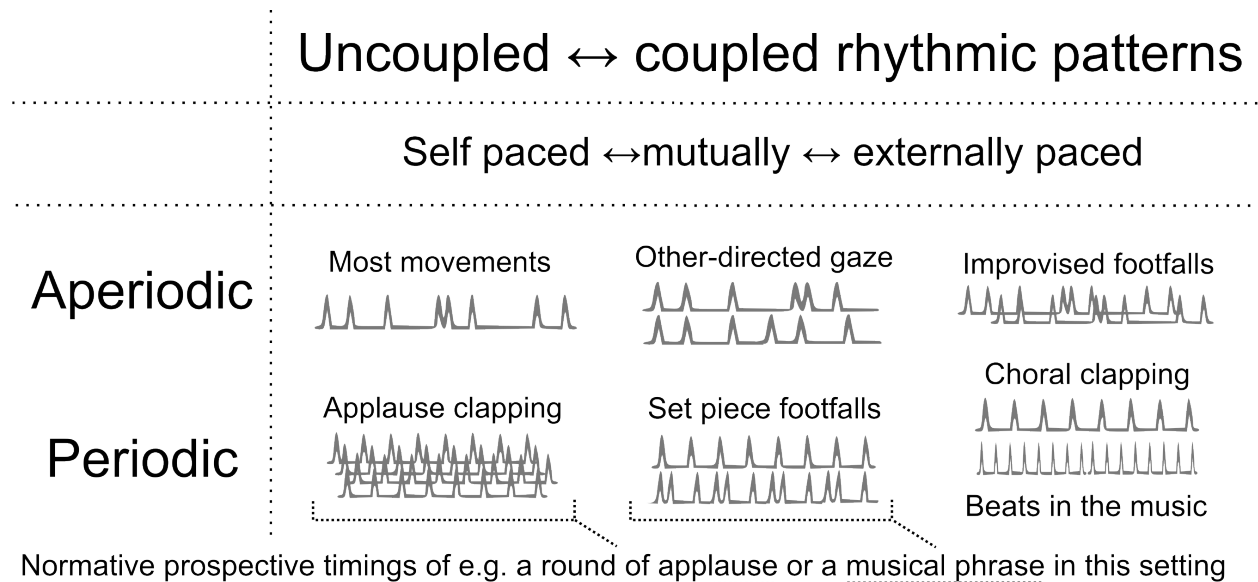 Uncoupled ↔ coupled rhythmic patterns
Self paced ↔mutually ↔ externally paced
Aperiodic
Most movements
Other-directed gaze
Improvised footfalls
Periodic
Applause clapping
Set piece footfalls
Choral clapping
Beats in the music
Normative prospective timings of e.g. a round of applause or a musical phrase in this setting